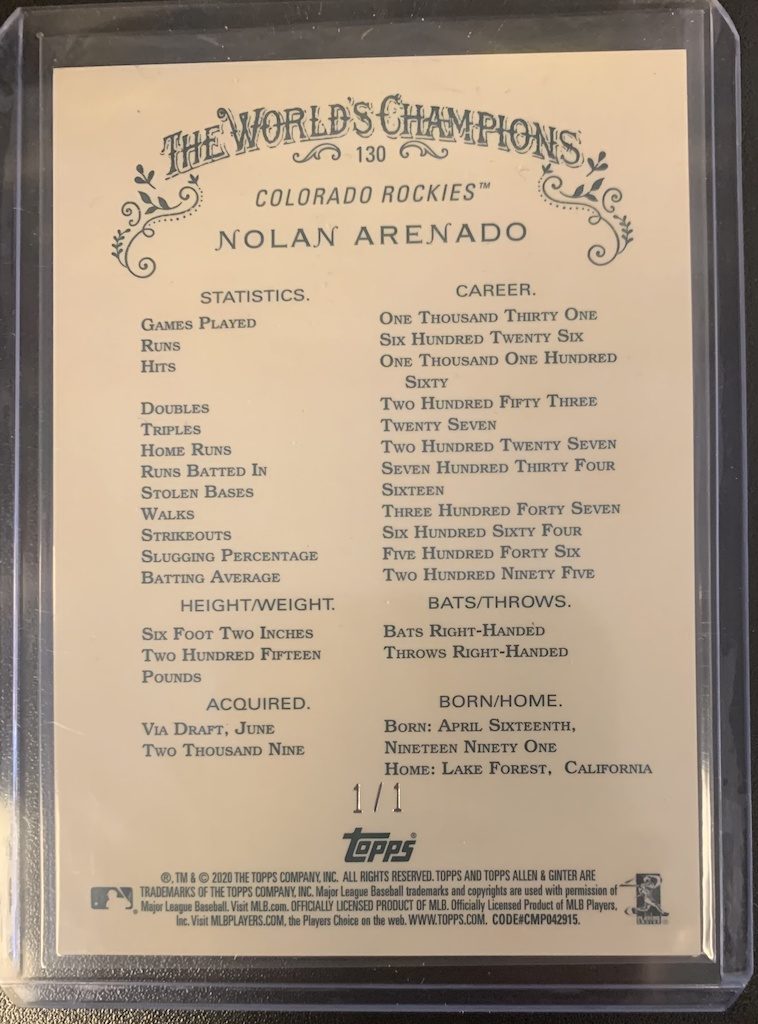 THE WORLD'S CHAMPIONS
130
COLORADO ROCKIES™
NOLAN ARENADO
STATISTICS. CAREER.
GAMES PLAYED ONE THOUSAND THIRTY ONE
RUNS SIX HUNDRED TWENTY SIX
HITS ONE THOUSAND ONE HUNDRED
SIXTY
DOUBLES TWO HUNDRED FIFTY THREE
TRIPLES TWENTY SEVEN
HOME RUNS TWO HUNDRED TWENTY SEVEN
RUNS BATTED IN SEVEN HUNDRED THIRTY FOUR
STOLEN BASES SIXTEEN
WALKS THREE HUNDRED FORTY SEVEN
STRIKEOUTS SIX HUNDRED SIXTY FOUR
SLUGGING PERCENTAGE FIVE HUNDRED FORTY SIX
BATTING AVERAGE TWO HUNDRED NINETY FIVE
HEIGHT/WEIGHT. BATS/THROWS.
SIX FOOT TWO INCHES BATS RIGHT-HANDED
TWO HUNDRED FIFTEEN THROWS RIGHT-HANDED
POUNDS
ACQUIRED. BORN/HOME.
VIA DRAFT, JUNE BORN: APRIL SIXTEENTH,
TWO THOUSAND NINE NINETEEN NINETY ONE
HOME: LAKE FOREST, CALIFORNIA
1/1
Topps®
®, TM & © 2020 THE TOPPS COMPANY, INC. ALL RIGHTS RESERVED. TOPPS AND TOPPS ALLEN & GINTER ARE
TRADEMARKS OF THE TOPPS COMPANY, INC. Major League Baseball trademarks and copyrights are used with permission of
Major League Baseball. Visit MLB.com. OFFICIALLY LICENSED PRODUCT OF MLB. Officially Licensed Product of MLB Players,
Inc. Visit MLBPLAYERS.COM, the Players Choice on the web. WWW.TOPPS.COM. CODE#CMP042915.